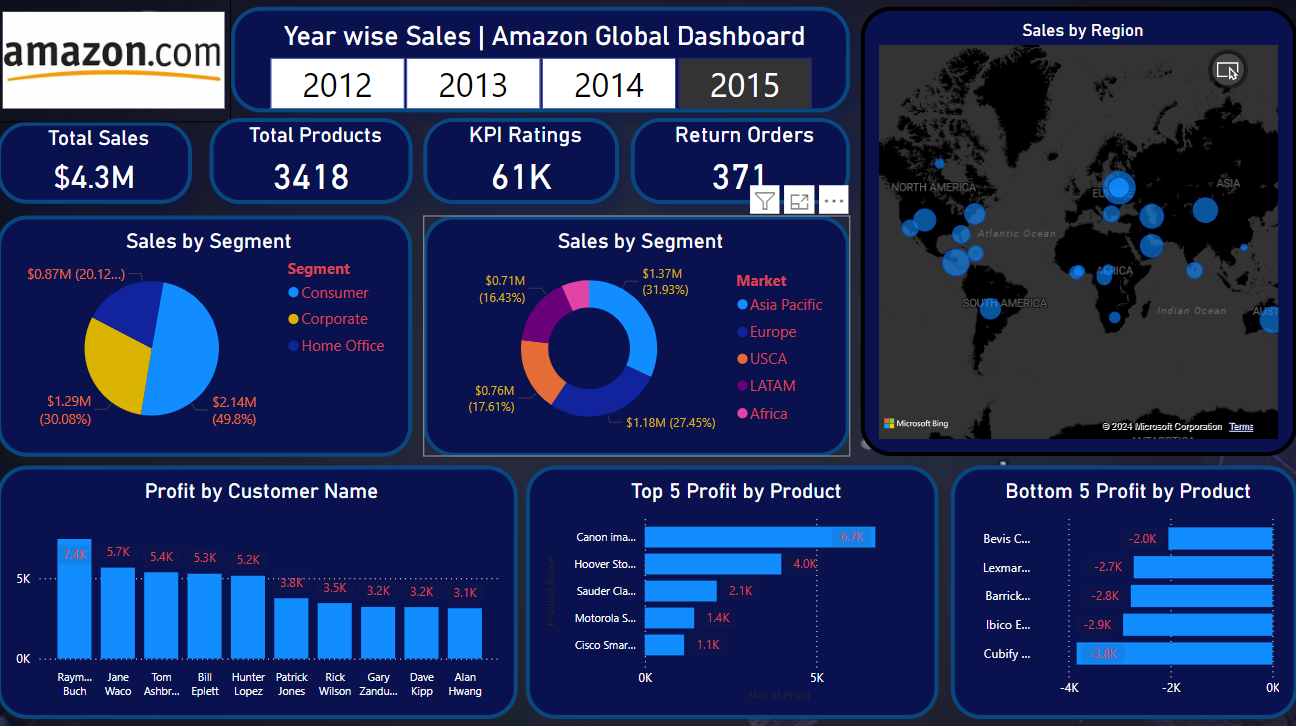 amazon.com
Year wise Sales | Amazon Global Dashboard
2012
2013
2014
2015
Total Sales
$4.3M
Total Products
3418
KPI Ratings
61K
Return Orders
371
Sales by Region
NORTH AMERICA
ASIA
Atlantic Ocean
AFRICA
SOUTH AMERICA
Indian Ocean
Microsoft Bing
© 2024 Microsoft Corporation
Terms
Sales by Segment
$0.87M (20.12...)
$1.29M
(30.08%)
$2.14M
(49.8%)
Segment
Consumer
Corporate
Home Office
Sales by Segment
$0.71M
(16.43%)
$1.37M
(31.93%)
$0.76M
(17.61%)
$1.18M (27.45%)
Market
Asia Pacific
Europe
USCA
LATAM
Africa
Profit by Customer Name
5K
0K
7.4K
5.7K
5.4K
5.3K
5.2K
3.8K
3.5K
3.2K
3.2K
3.1K
Raym...
Buch
Jane
Waco
Tom
Ashbr...
Bill
Eplett
Hunter
Lopez
Patrick
Jones
Rick
Wilson
Gary
Zandu...
Dave
Kipp
Alan
Hwang
Top 5 Profit by Product
Product Name
Canon ima...
6.7K
Hoover Sto...
4.0K
Sauder Cla...
2.1K
Motorola S...
1.4K
Cisco Smar...
1.1K
0K
5K
Max of Profit
Bottom 5 Profit by Product
Bevis C...
-2.0K
Lexmar...
-2.7K
Barrick...
-2.8K
Ibico E...
-2.9K
Cubify ...
-3.8K
-4K
-2K
0K